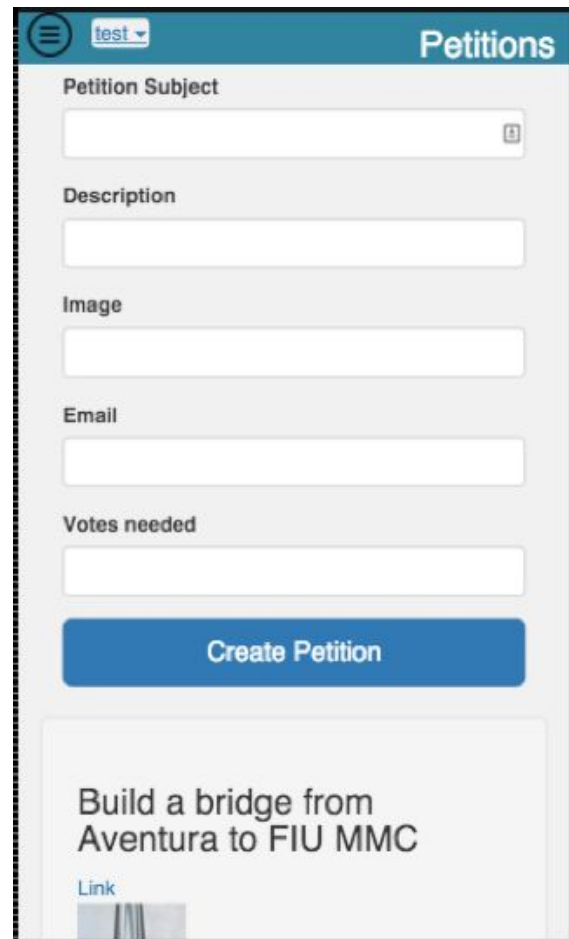 test
Petitions
Petition Subject
Description
Image
Email
Votes needed
Create Petition
Build a bridge from
Aventura to FIU MMC
Link